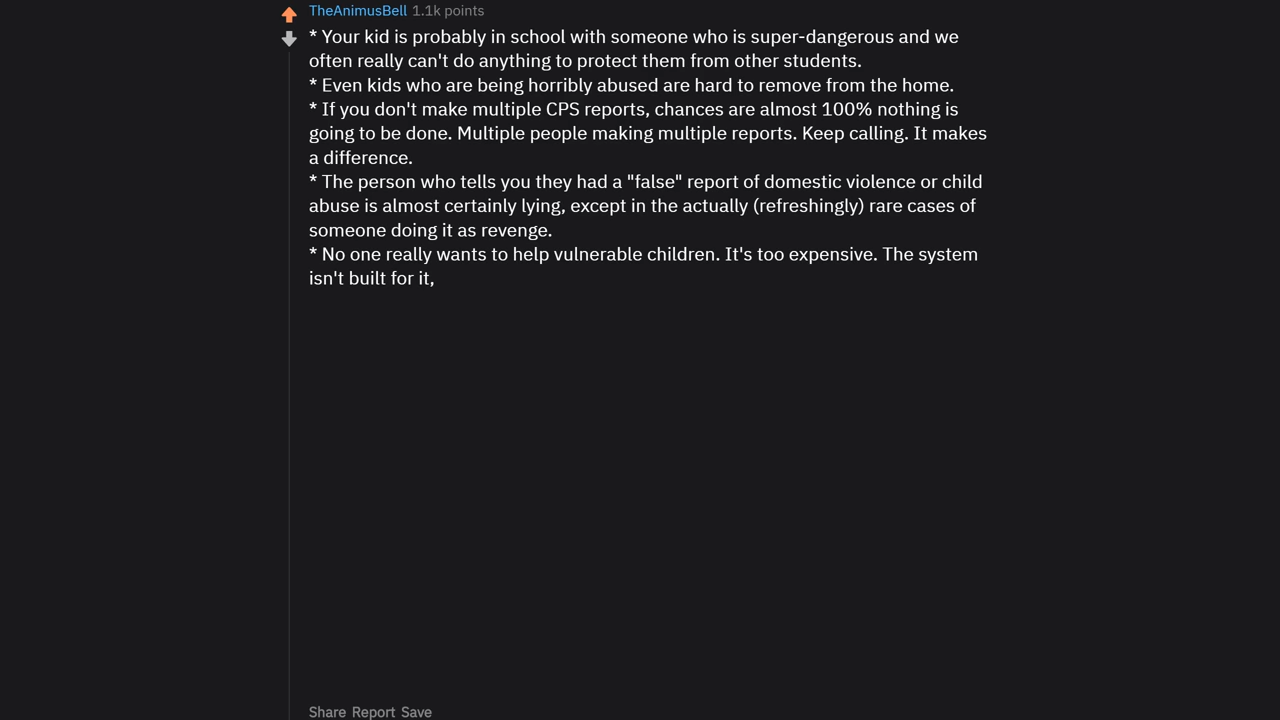 TheAnimusBell 1.1k points
* Your kid is probably in school with someone who is super-dangerous and we
often really can't do anything to protect them from other students.
* Even kids who are being horribly abused are hard to remove from the home.
* If you don't make multiple CPS reports, chances are almost 100% nothing is
going to be done. Multiple people making multiple reports. Keep calling. It makes
a difference.
* The person who tells you they had a "false" report of domestic violence or child
abuse is almost certainly lying, except in the actually (refreshingly) rare cases of
someone doing it as revenge.
* No one really wants to help vulnerable children. It's too expensive. The system
isn't built for it,
Share Report Save